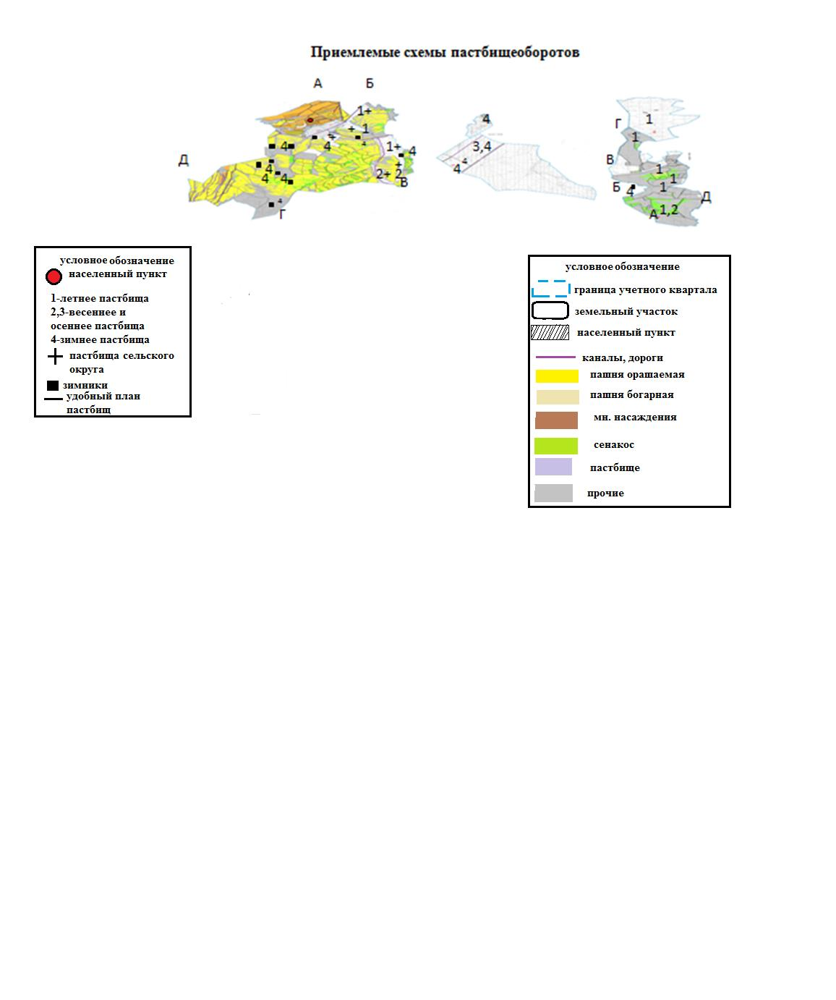 Приемлемые схемы пастбищеоборотов
А
Б
1+
+ 1
+
4
4
4
1+
4
+
2+ 2
В
Д
4
4
4
4
Г
4
3,4
4
4
1
Г
1
В
1
1
Б
4
1
Д
А 1,2
условное обозначение
населенный пункт
1-летнее пастбища
2,3-весеннее и
осеннее пастбища
4-зимнее пастбища
пастбища сельского
округа
зимники
удобный план
пастбищ
условное обозначение
граница учетного квартала
земельный участок
населенный пункт
каналы, дороги
пашня орашаемая
пашня богарная
мн. насаждения
сенакос
пастбище
прочие